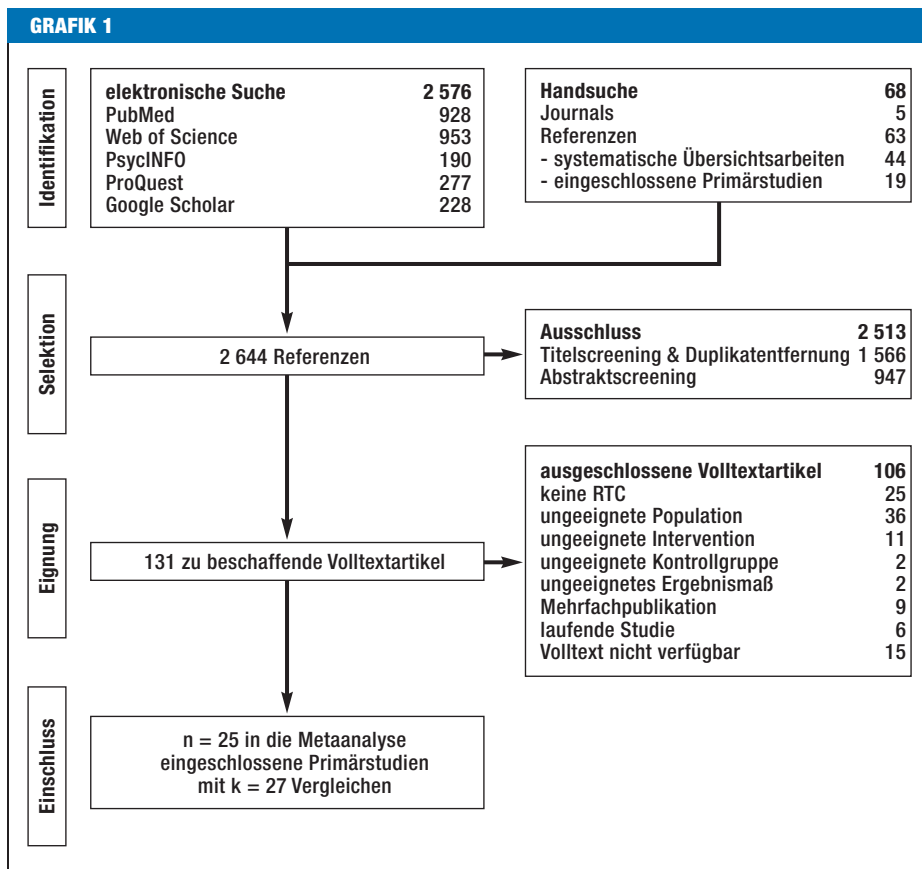 GRAFIK 1
Identifikation
elektronische Suche 2 576
PubMed 928
Web of Science 953
PsycINFO 190
ProQuest 277
Google Scholar 228
Handsuche 68
Journals 5
Referenzen 63
- systematische Übersichtsarbeiten 44
- eingeschlossene Primärstudien 19
Selektion
2 644 Referenzen
Ausschluss 2 513
Titelscreening & Duplikatentfernung 1 566
Abstraktscreening 947
Eignung
131 zu beschaffende Volltextartikel
ausgeschlossene Volltextartikel 106
keine RTC 25
ungeeignete Population 36
ungeeignete Intervention 11
ungeeignete Kontrollgruppe 2
ungeeignetes Ergebnismaß 2
Mehrfachpublikation 9
laufende Studie 6
Volltext nicht verfügbar 15
Einschluss
n = 25 in die Metaanalyse
eingeschlossene Primärstudien
mit k = 27 Vergleichen